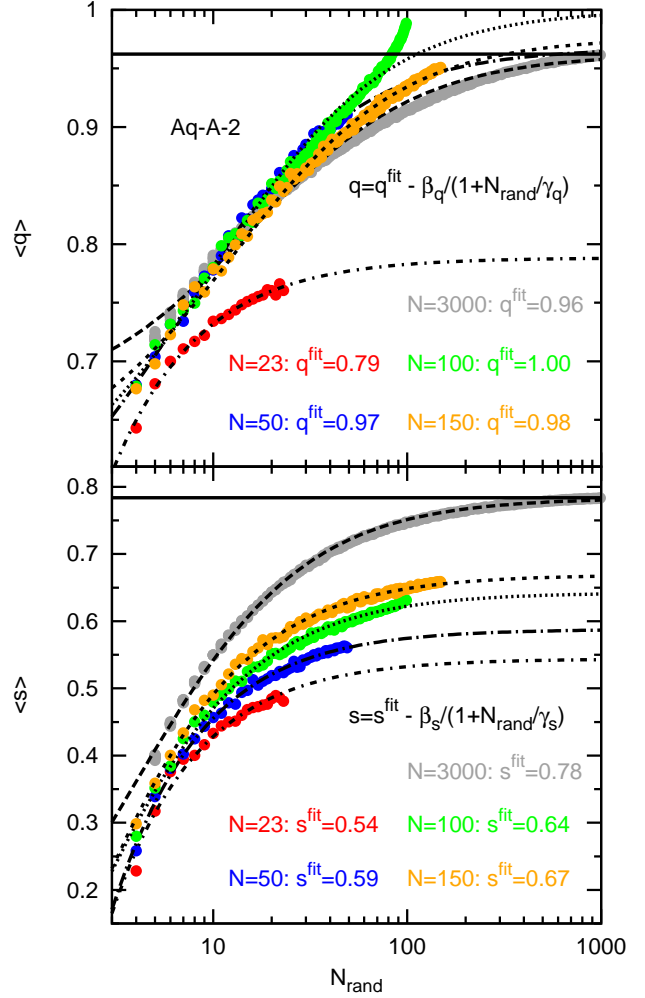 1
0.9
0.8
0.7
<q>
Aq-A-2
q=q^fit - β_q/(1+N_rand/γ_q)
N=3000: q^fit=0.96
N=23: q^fit=0.79 N=100: q^fit=1.00
N=50: q^fit=0.97 N=150: q^fit=0.98
0.8
0.7
0.6
0.5
0.4
0.3
0.2
<s>
s=s^fit - β_s/(1+N_rand/γ_s)
N=3000: s^fit=0.78
N=23: s^fit=0.54 N=100: s^fit=0.64
N=50: s^fit=0.59 N=150: s^fit=0.67
10 100 1000
N_rand